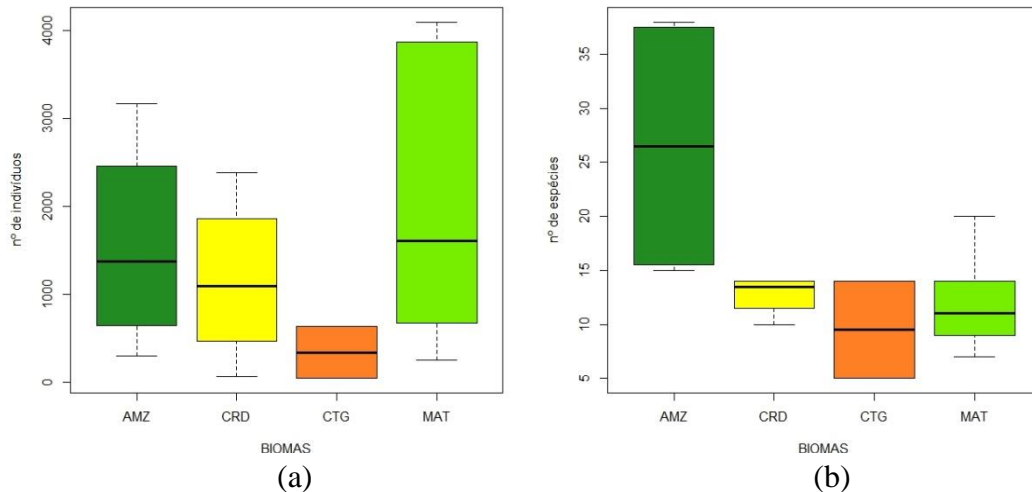 nº de indivíduos
4000
3000
2000
1000
0
AMZ CRD CTG MAT
BIOMAS
(a)
nº de espécies
35
30
25
20
15
10
5
AMZ CRD CTG MAT
BIOMAS
(b)